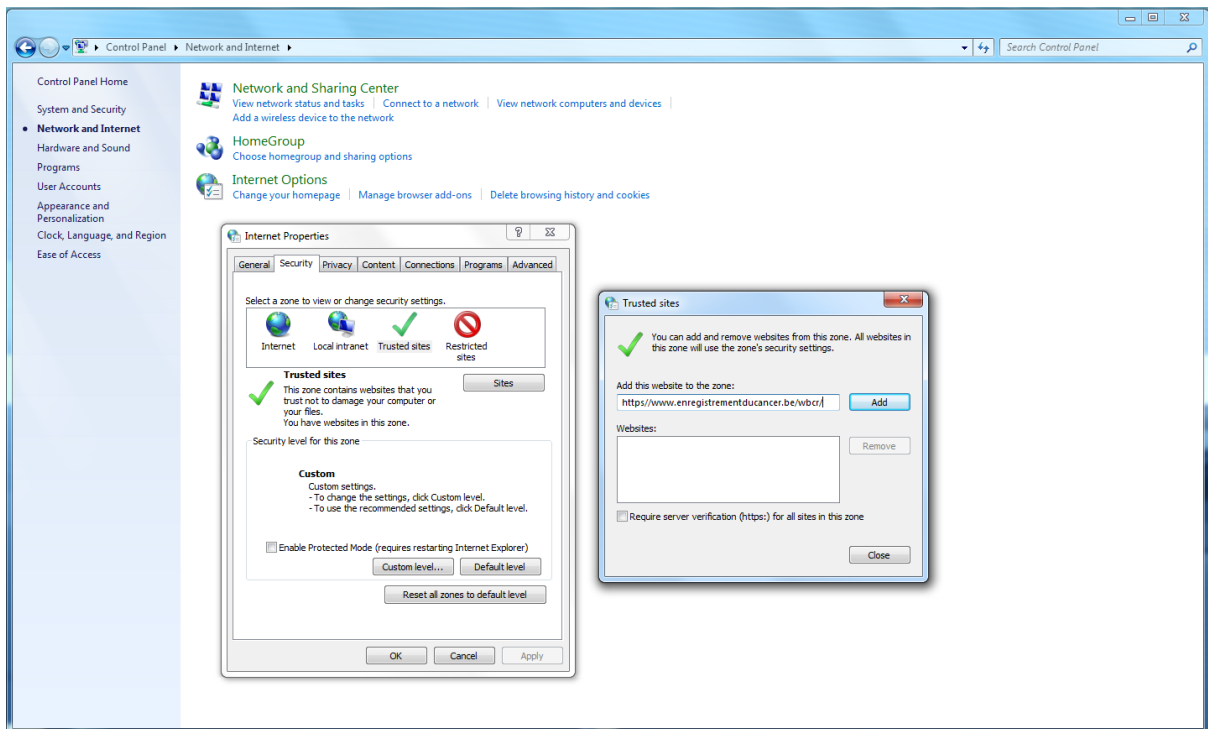 Control Panel Network and Internet
Search Control Panel
Control Panel Home
System and Security
Network and Internet
Hardware and Sound
Programs
User Accounts
Appearance and
Personalization
Clock, Language, and Region
Ease of Access
Network and Sharing Center
View network status and tasks Connect to a network View network computers and devices
Add a wireless device to the network
HomeGroup
Choose homegroup and sharing options
Internet Options
Change your homepage Manage browser add-ons Delete browsing history and cookies
Internet Properties
General Security Privacy Content Connections Programs Advanced
Select a zone to view or change security settings.
Internet Local intranet Trusted sites Restricted
sites
Trusted sites
Sites
This zone contains websites that you
trust not to damage your computer or
your files.
You have websites in this zone.
Security level for this zone
Custom
Custom settings.
- To change the settings, click Custom level.
- To use the recommended settings, click Default level.
Enable Protected Mode (requires restarting Internet Explorer)
Custom level... Default level
Reset all zones to default level
OK Cancel Apply
Trusted sites
You can add and remove websites from this zone. All websites in
this zone will use the zone's security settings.
Add this website to the zone:
https//www.enregistrementducancer.be/wbcr/ Add
Websites:
Remove
Require server verification (https:) for all sites in this zone
Close